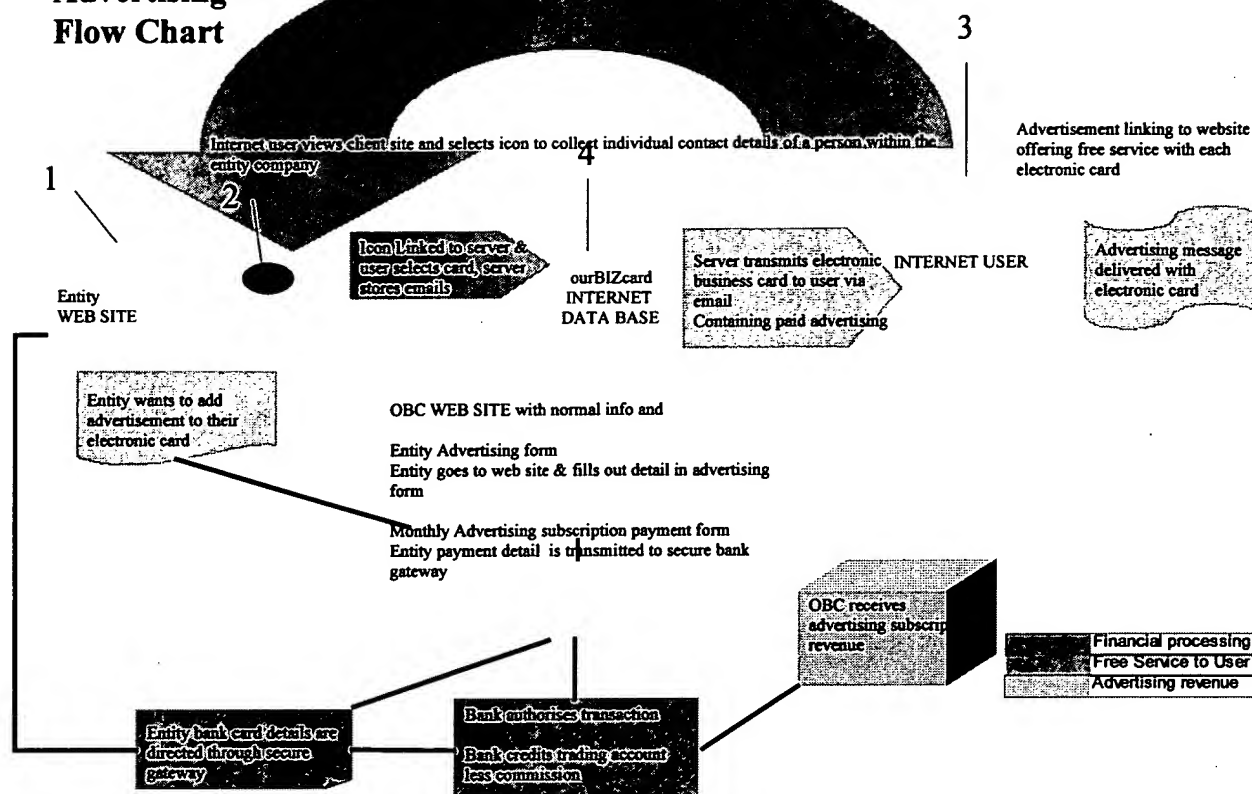 Advertising
Flow Chart
3
Internet user views client site and selects icon to collect individual contact details of a person within the
entity company
4
Advertisement linking to website
offering free service with each
electronic card
1
2
Icon Linked to server &
user selects card, server
stores emails
ourBIZcard
INTERNET
DATA BASE
Server transmits electronic
business card to user via
email
Containing paid advertising
INTERNET USER
Advertising message
delivered with
electronic card
Entity
WEB SITE
Entity wants to add
advertisement to their
electronic card
OBC WEB SITE with normal info and
Entity Advertising form
Entity goes to web site & fills out detail in advertising
form
Monthly Advertising subscription payment form
Entity payment detail is transmitted to secure bank
gateway
OBC receives
advertising subscrip
revenue
Financial processing
Free Service to User
Advertising revenue
Entity bank card details are
directed through secure
gateway
Bank authorises transaction
Bank credits trading account
less commission